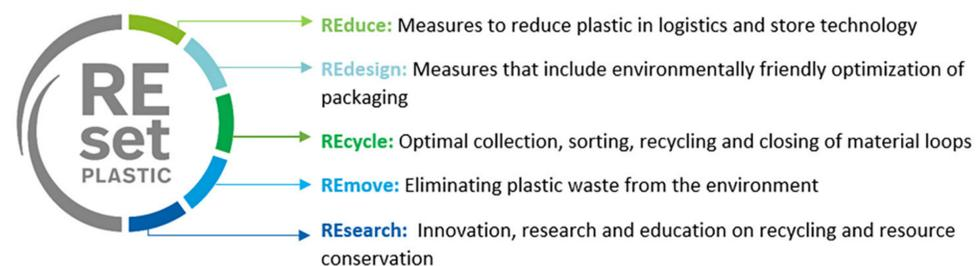 RE
set
PLASTIC
REduce: Measures to reduce plastic in logistics and store technology
REdesign: Measures that include environmentally friendly optimization of
packaging
REcycle: Optimal collection, sorting, recycling and closing of material loops
REmove: Eliminating plastic waste from the environment
REsearch: Innovation, research and education on recycling and resource
conservation